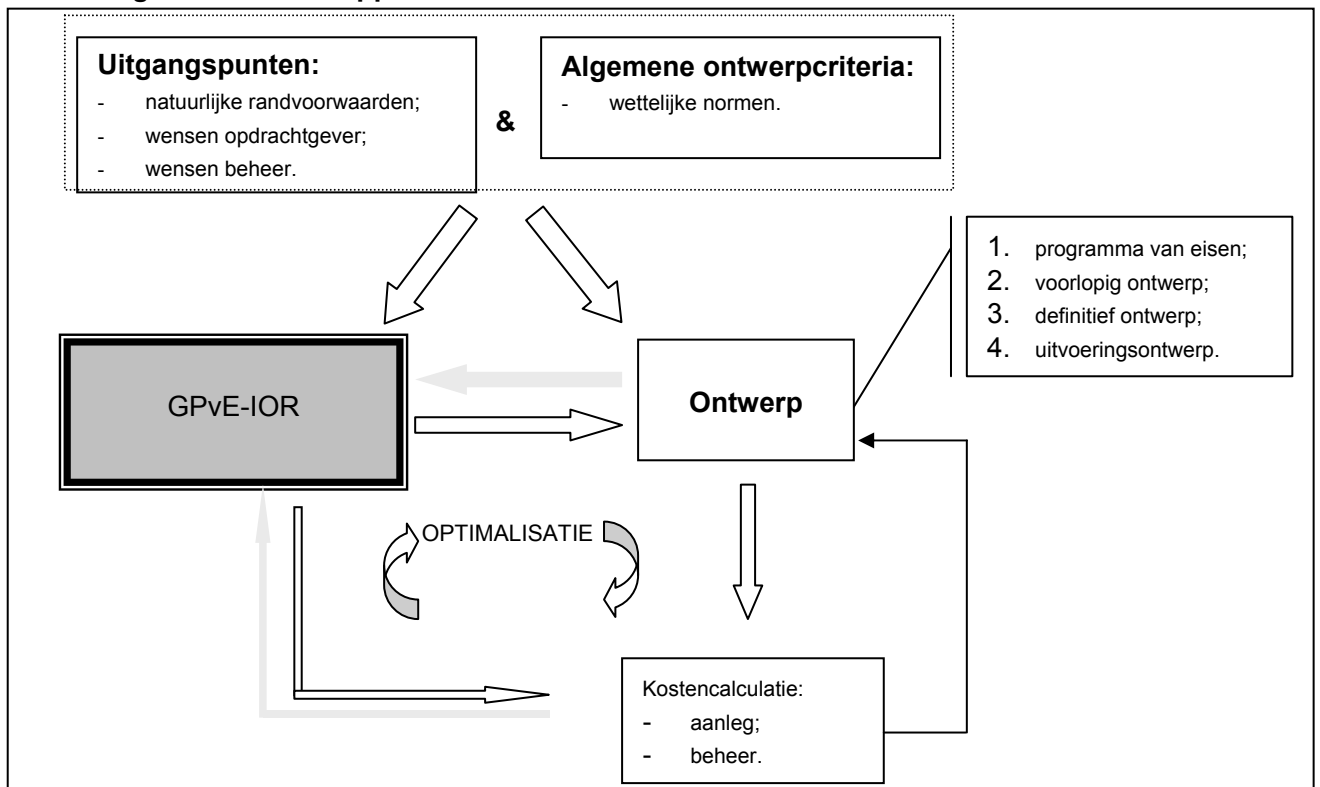 Uitgangspunten:
- natuurlijke randvoorwaarden;
- wensen opdrachtgever;
- wensen beheer.
&
Algemene ontwerpcriteria:
- wettelijke normen.
1. programma van eisen;
2. voorlopig ontwerp;
3. definitief ontwerp;
4. uitvoeringsontwerp.
GPvE-IOR
Ontwerp
OPTIMALISATIE
Kostencalculatie:
- aanleg;
- beheer.